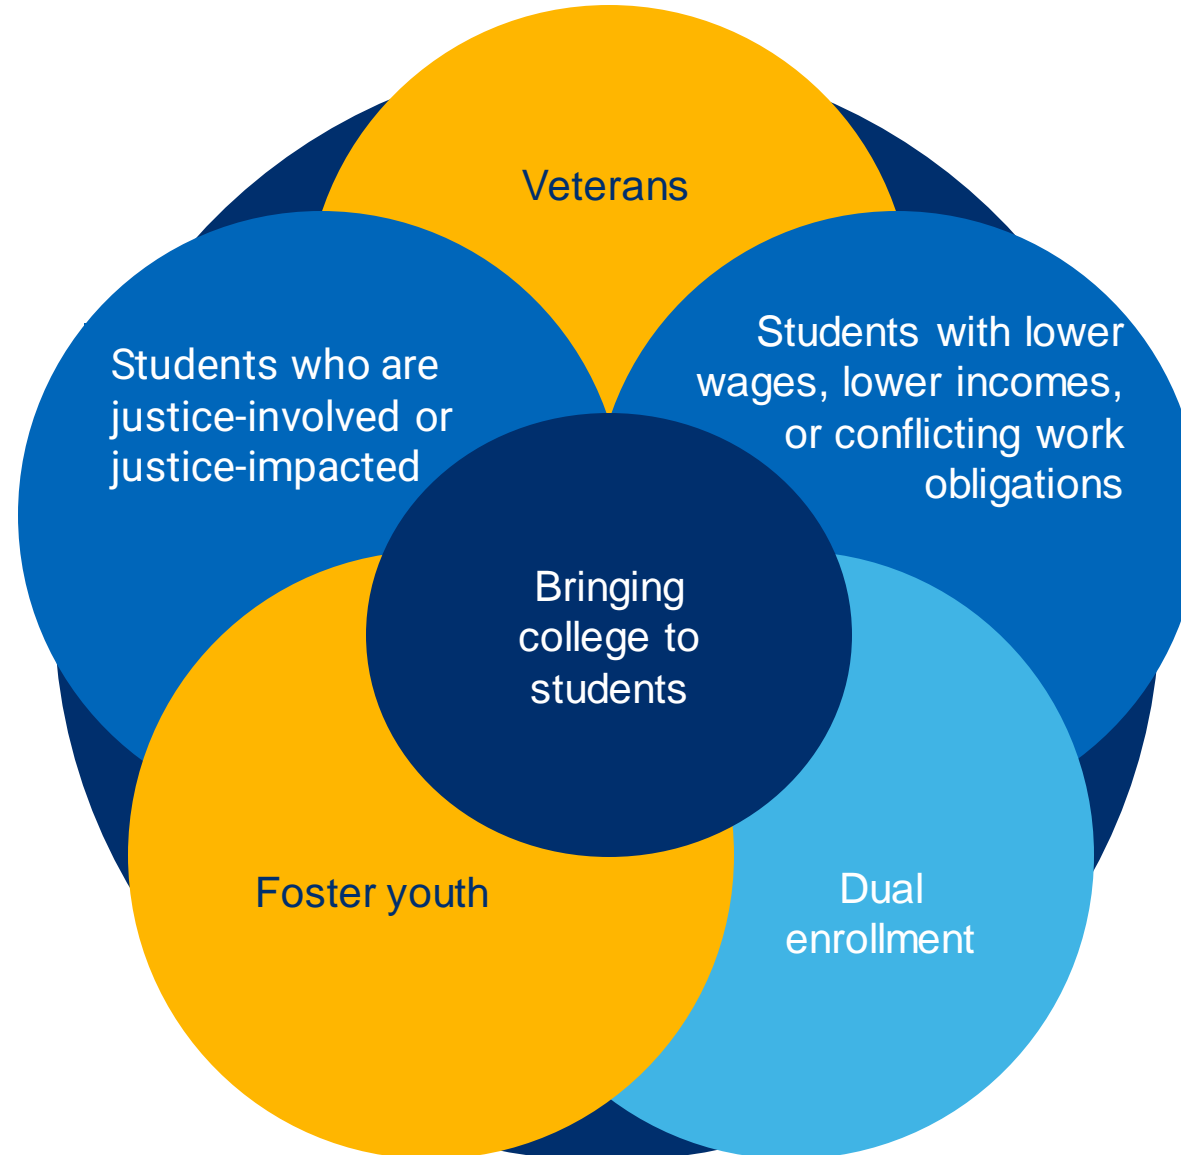 Veterans
Students who are
justice-involved or
justice-impacted
Students with lower
wages, lower incomes,
or conflicting work
obligations
Bringing
college to
students
Foster youth
Dual
enrollment